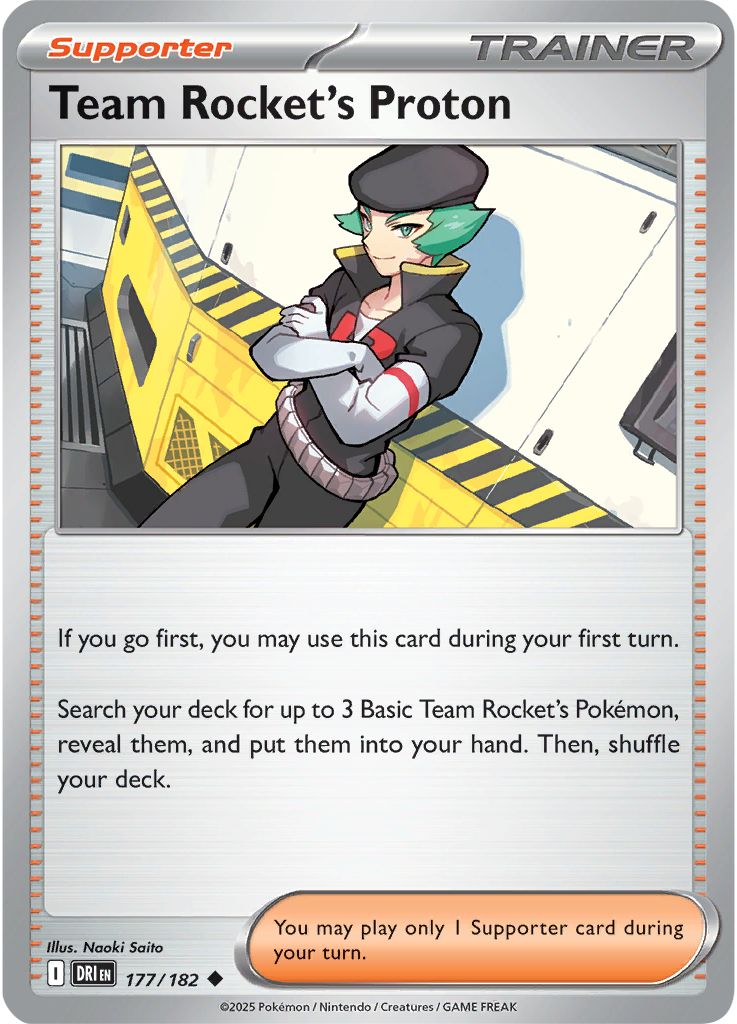 Supporter
TRAINER
Team Rocket's Proton
If you go first, you may use this card during your first turn.
Search your deck for up to 3 Basic Team Rocket's Pokémon,
reveal them, and put them into your hand. Then, shuffle
your deck.
You may play only 1 Supporter card during
your turn.
Illus. Naoki Saito
I DRI EN 177/182
©2025 Pokémon / Nintendo / Creatures / GAME FREAK